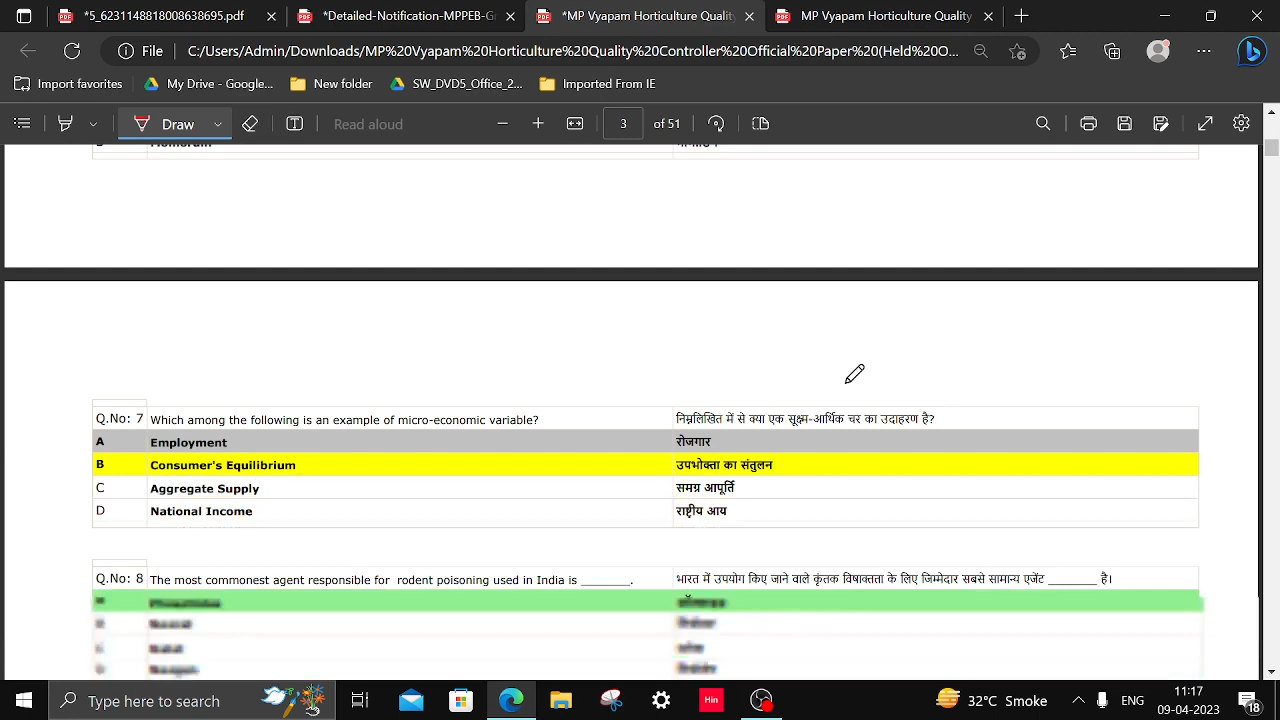 *5_6231148818008638695.pdf
*Detailed-Notification-MPPEB-G
*MP Vyapam Horticulture Quality
MP Vyapam Horticulture Quality
File C:/Users/Admin/Downloads/MP%20Vyapam%20Horticulture%20Quality%20Controller%20Official%20Paper%20(Held%20O...
Import favorites My Drive - Google... New folder SW_DVD5_Office_2... Imported From IE
Draw Read aloud 3 of 51
Q.No: 7 Which among the following is an example of micro-economic variable? निम्नलिखित में से क्या एक सूक्ष्म-आर्थिक चर का उदाहरण है?
A Employment रोजगार
B Consumer's Equilibrium उपभोक्ता का संतुलन
C Aggregate Supply समग्र आपूर्ति
D National Income राष्ट्रीय आय
Q.No: 8 The most commonest agent responsible for rodent poisoning used in India is ________. भारत में उपयोग किए जाने वाले कृंतक विषाक्तता के लिए जिम्मेदार सबसे सामान्य एजेंट ________ है।
Type here to search
Hin
32°C Smoke
ENG
11:17
09-04-2023
18